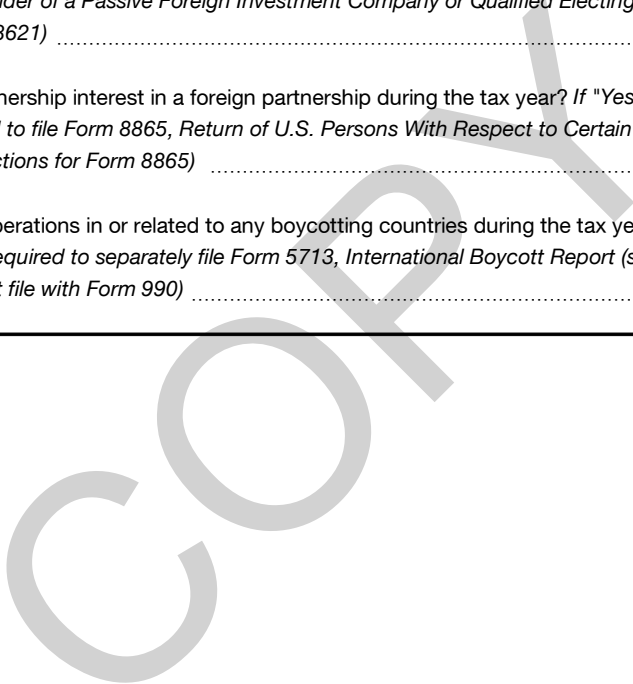 der of a Passive Foreign Investment Company or Qualified Electing
8621)
nership interest in a foreign partnership during the tax year? If "Yes
to file Form 8865, Return of U.S. Persons With Respect to Certain
ctions for Form 8865)
perations in or related to any boycotting countries during the tax ye
equired to separately file Form 5713, International Boycott Report (s
t file with Form 990)
COPY